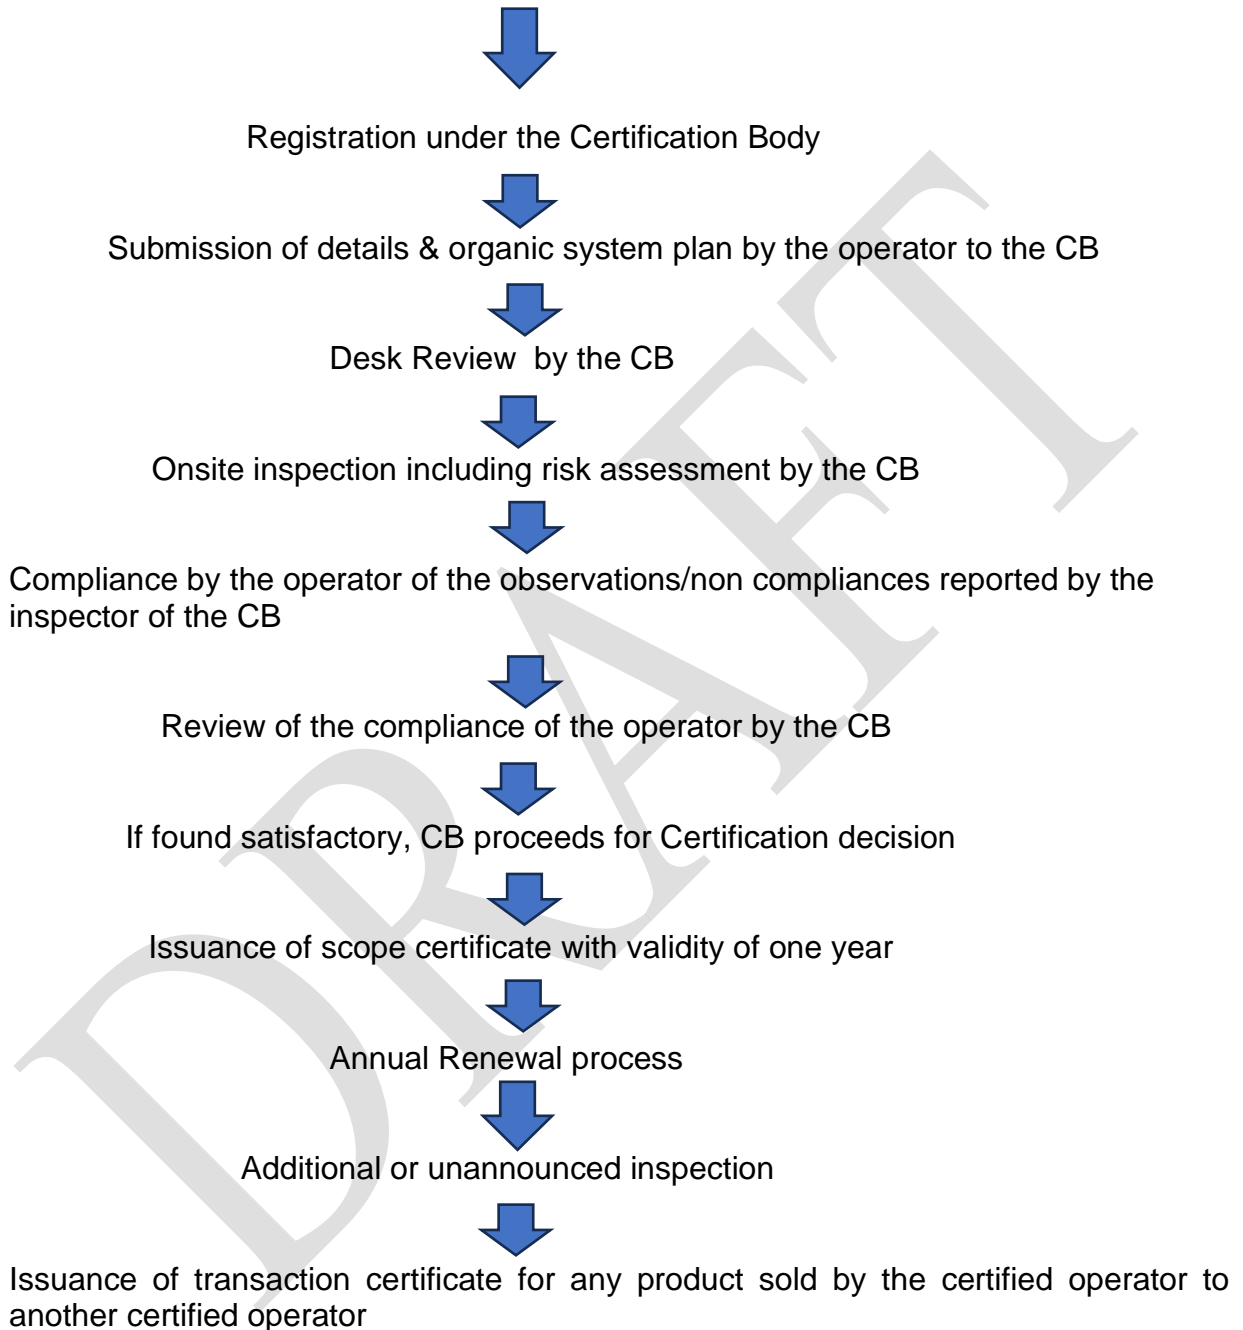 Registration under the Certification Body
Submission of details & organic system plan by the operator to the CB
Desk Review  by the CB
Onsite inspection including risk assessment by the CB
Compliance by the operator of the observations/non compliances reported by the
inspector of the CB
Review of the compliance of the operator by the CB
If found satisfactory, CB proceeds for Certification decision
Issuance of scope certificate with validity of one year
Annual Renewal process
Additional or unannounced inspection
Issuance of transaction certificate for any product sold by the certified operator to
another certified operator
DRAFT